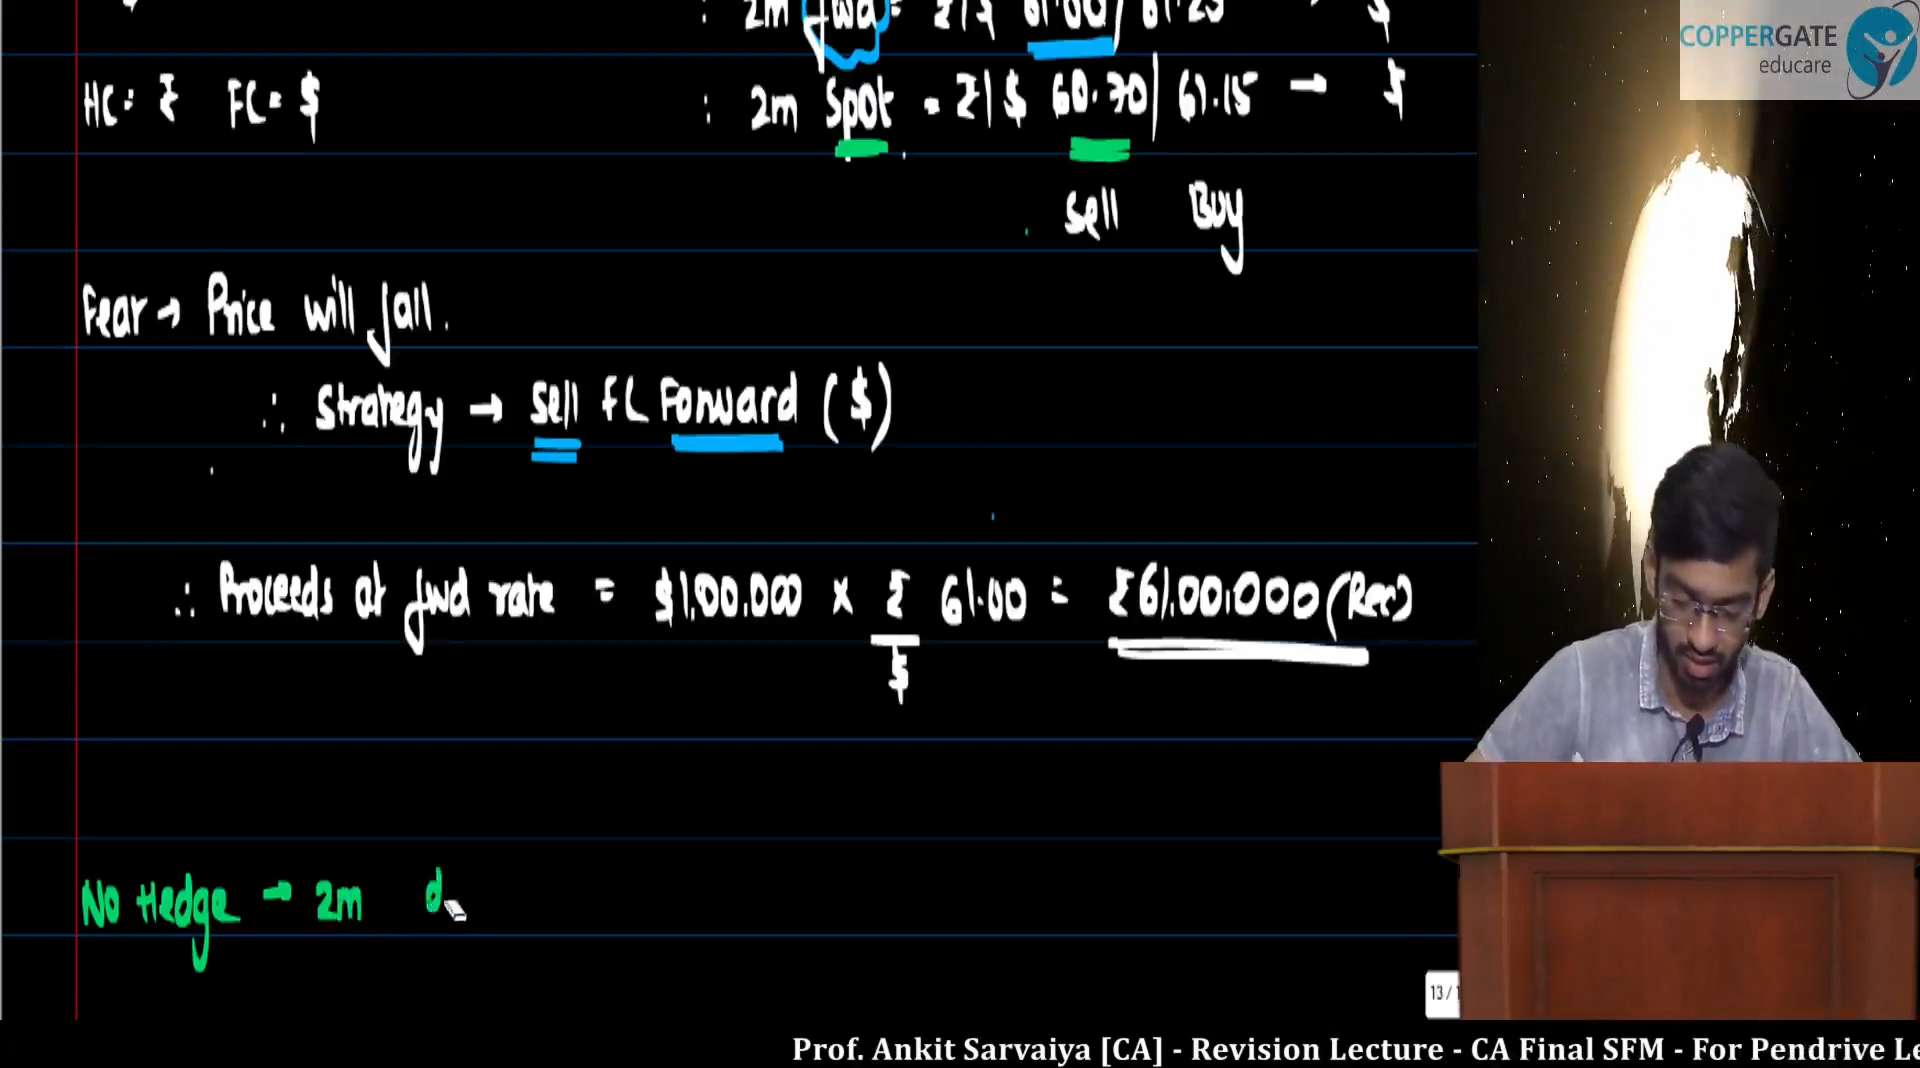 : 2m fwd = ₹|$ 61.00/61.25 → $
COPPERGATE
educare
HC = ₹ FC = $
: 2m Spot = ₹|$ 60.70|61.15 → $
Sell Buy
Fear → Price will fall.
∴ Strategy → Sell FC Forward ($)
∴ Proceeds at fwd rate = $1,00,000 × ₹/$ 61.00 = ₹61,00,000 (Rec)
No Hedge → 2m
13/1
Prof. Ankit Sarvaiya [CA] - Revision Lecture - CA Final SFM - For Pendrive Le